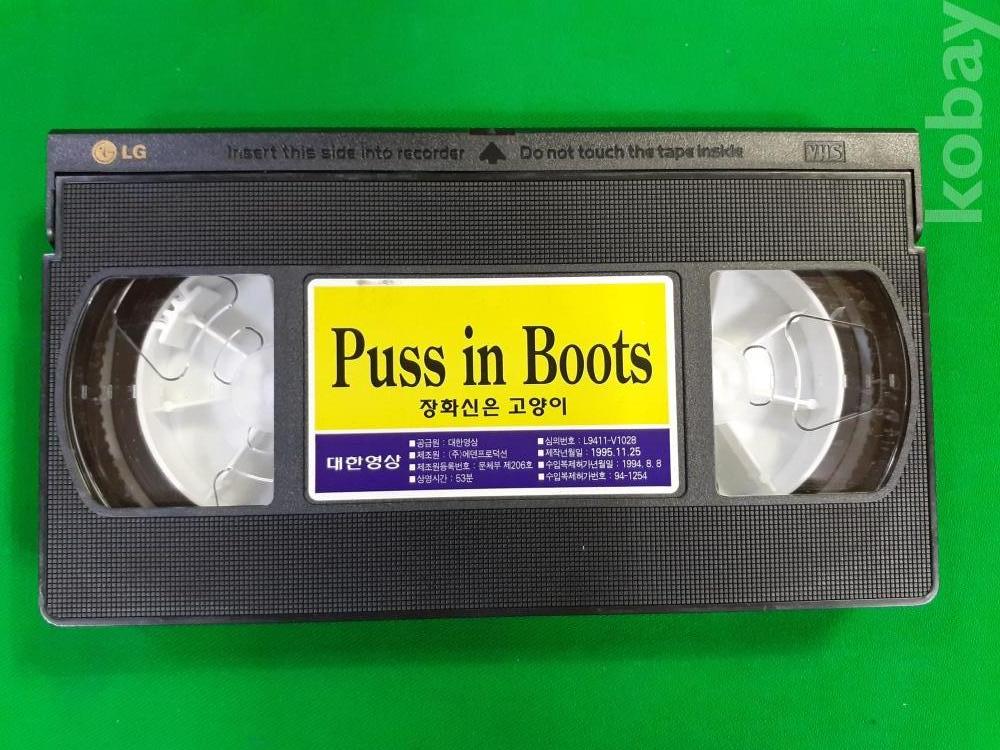 LG Insert this side into recorder Do not touch the tape inside VHS
Puss in Boots
장화신은 고양이
대한영상
■공급원 : 대한영상
■제조원 : (주)에덴프로덕션
■제조원등록번호 : 문체부 제206호
■상영시간 : 53분
■심의번호 : L9411-V1028
■제작년월일 : 1995.11.25
■수입복제허가년월일 : 1994. 8. 8
■수입복제허가번호 : 94-1254
kobay